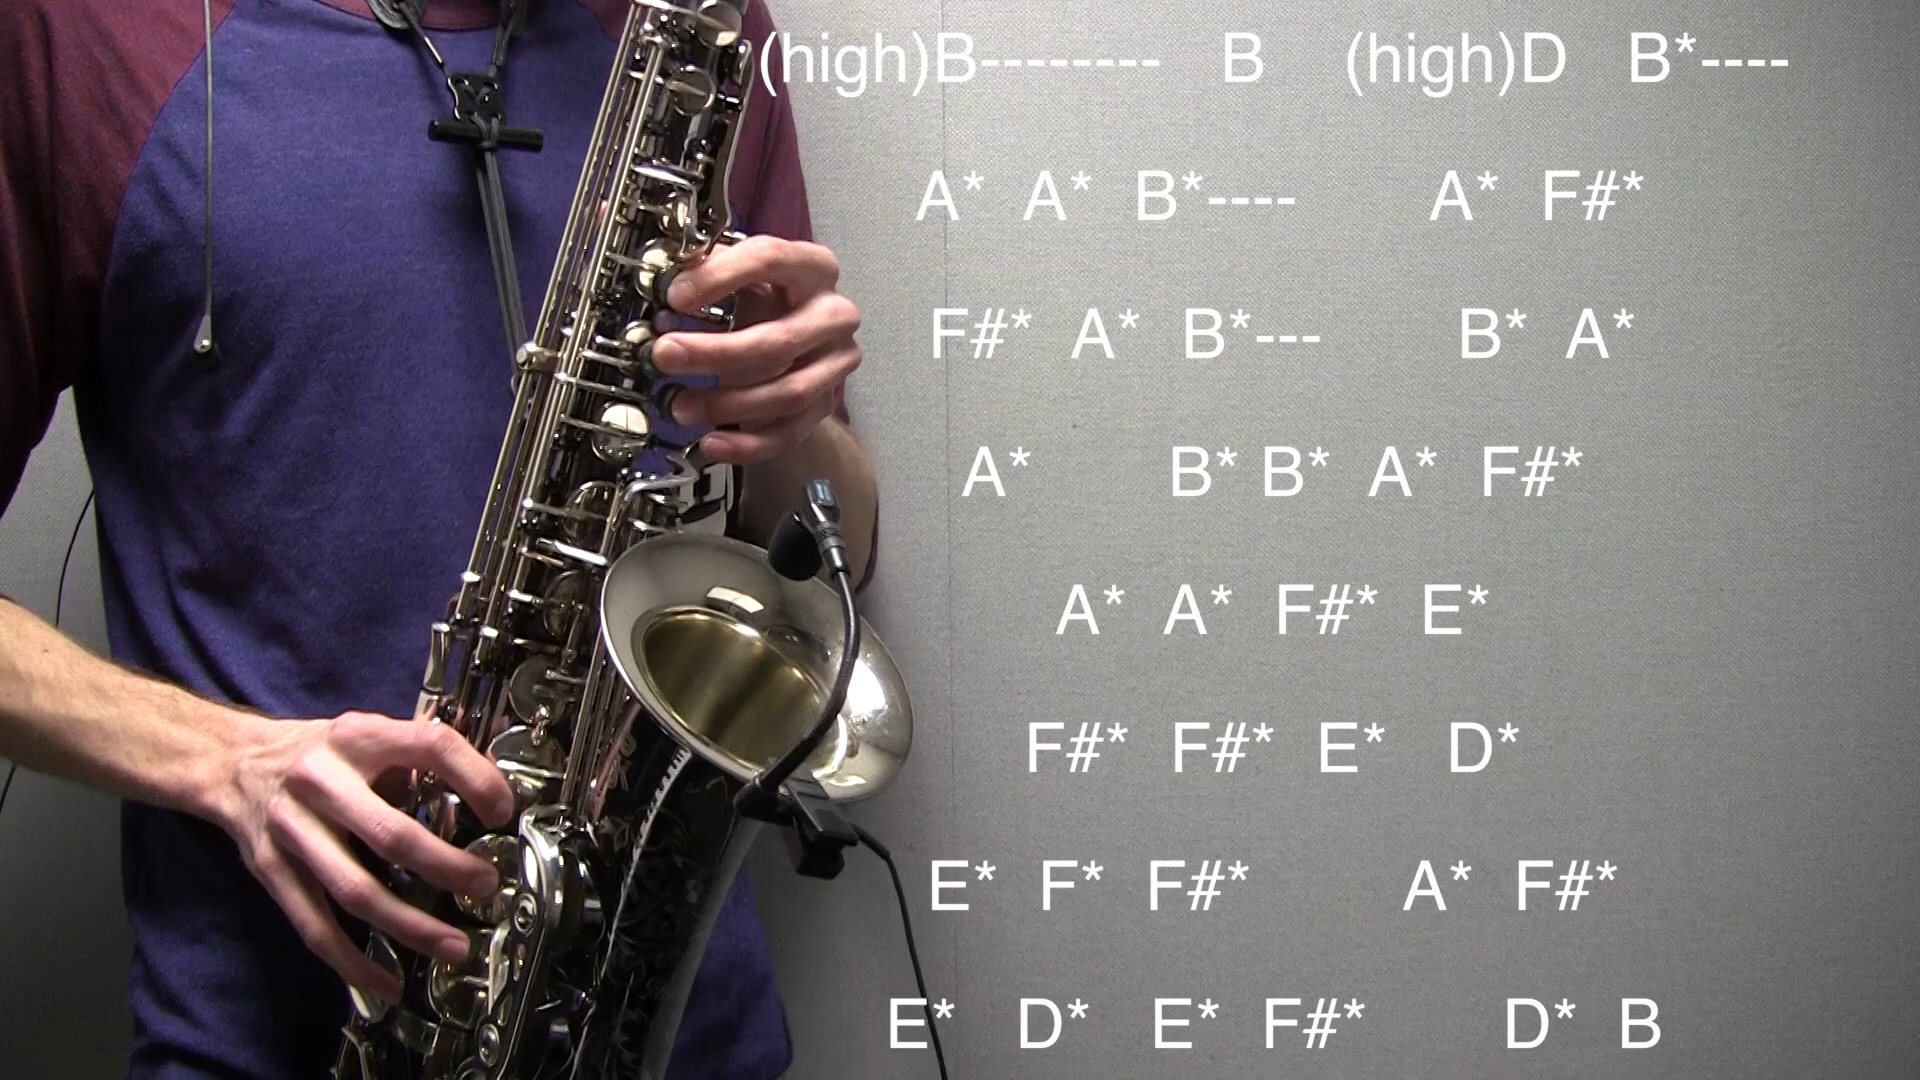 (high)B-------- B (high)D B*----
A* A* B*---- A* F#*
F#* A* B*--- B* A*
A* B* B* A* F#*
A* A* F#* E*
F#* F#* E* D*
E* F* F#* A* F#*
E* D* E* F#* D* B